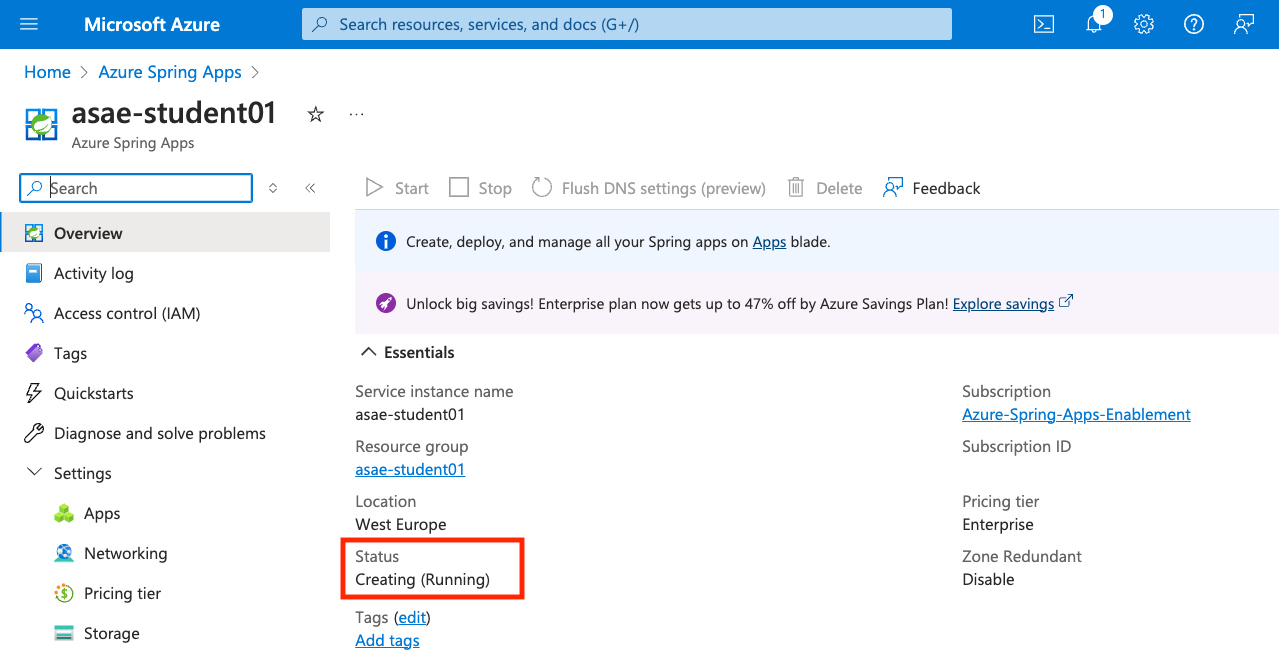 Microsoft Azure
Search resources, services, and docs (G+/)
1
Home > Azure Spring Apps >
asae-student01
...
Azure Spring Apps
Search
Start
Stop
Flush DNS settings (preview)
Delete
Feedback
Overview
Activity log
Access control (IAM)
Tags
Quickstarts
Diagnose and solve problems
Settings
Apps
Networking
Pricing tier
Storage
Create, deploy, and manage all your Spring apps on Apps blade.
Unlock big savings! Enterprise plan now gets up to 47% off by Azure Savings Plan! Explore savings
Essentials
Service instance name
asae-student01
Resource group
asae-student01
Location
West Europe
Status
Creating (Running)
Tags (edit)
Add tags
Subscription
Azure-Spring-Apps-Enablement
Subscription ID
Pricing tier
Enterprise
Zone Redundant
Disable